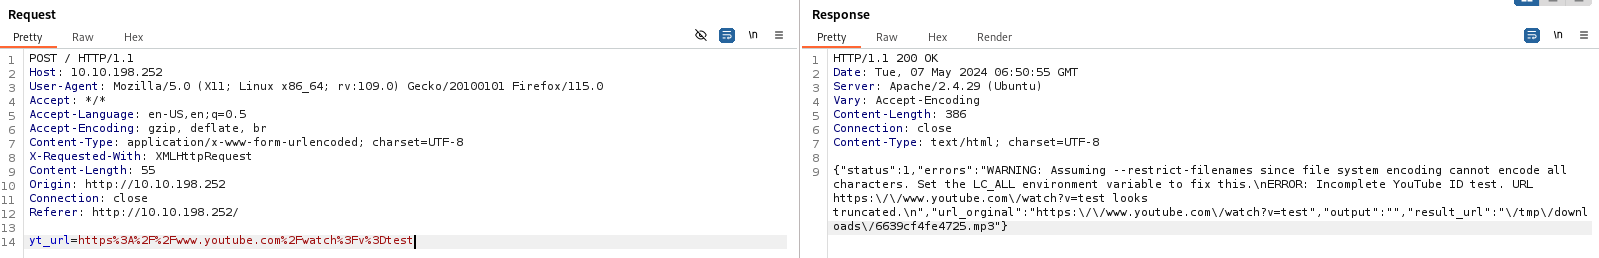 Request
Pretty Raw Hex
\n
1 POST / HTTP/1.1
2 Host: 10.10.198.252
3 User-Agent: Mozilla/5.0 (X11; Linux x86_64; rv:109.0) Gecko/20100101 Firefox/115.0
4 Accept: */*
5 Accept-Language: en-US,en;q=0.5
6 Accept-Encoding: gzip, deflate, br
7 Content-Type: application/x-www-form-urlencoded; charset=UTF-8
8 X-Requested-With: XMLHttpRequest
9 Content-Length: 55
10 Origin: http://10.10.198.252
11 Connection: close
12 Referer: http://10.10.198.252/
13
14 yt_url=https%3A%2F%2Fwww.youtube.com%2Fwatch%3Fv%3Dtest
Response
Pretty Raw Hex Render
\n
1 HTTP/1.1 200 OK
2 Date: Tue, 07 May 2024 06:50:55 GMT
3 Server: Apache/2.4.29 (Ubuntu)
4 Vary: Accept-Encoding
5 Content-Length: 386
6 Connection: close
7 Content-Type: text/html; charset=UTF-8
8
9 {"status":1,"errors":"WARNING: Assuming --restrict-filenames since file system encoding cannot encode all
characters. Set the LC_ALL environment variable to fix this.\nERROR: Incomplete YouTube ID test. URL
https:\/\/www.youtube.com\/watch?v=test looks
truncated.\n","url_orginal":"https:\/\/www.youtube.com\/watch?v=test","output":"","result_url":"\/tmp\/downl
oads\/6639cf4fe4725.mp3"}